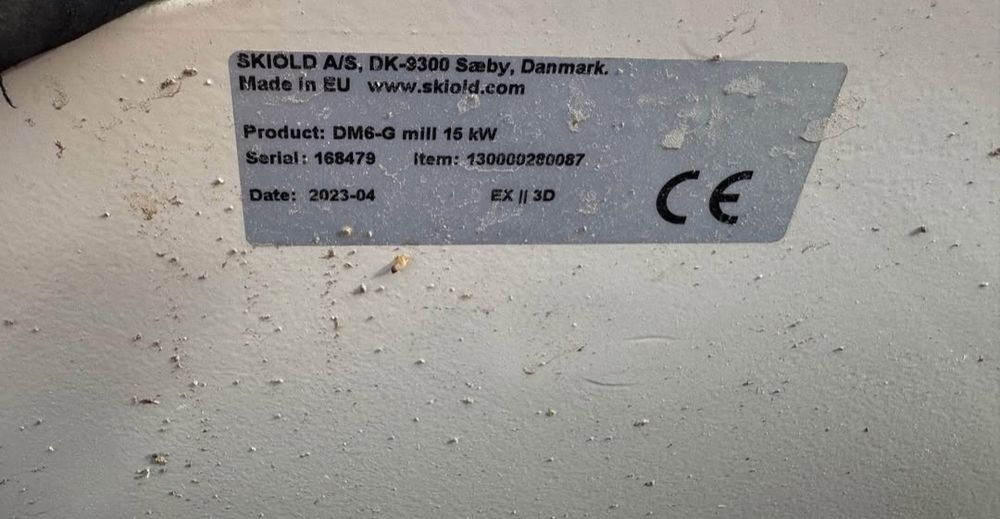 SKIOLD A/S, DK-9300 Sæby, Danmark.
Made in EU www.skiold.com
Product: DM6-G mill 15 kW
Serial: 168479 Item: 130000280087
Date: 2023-04 EX || 3D
CE